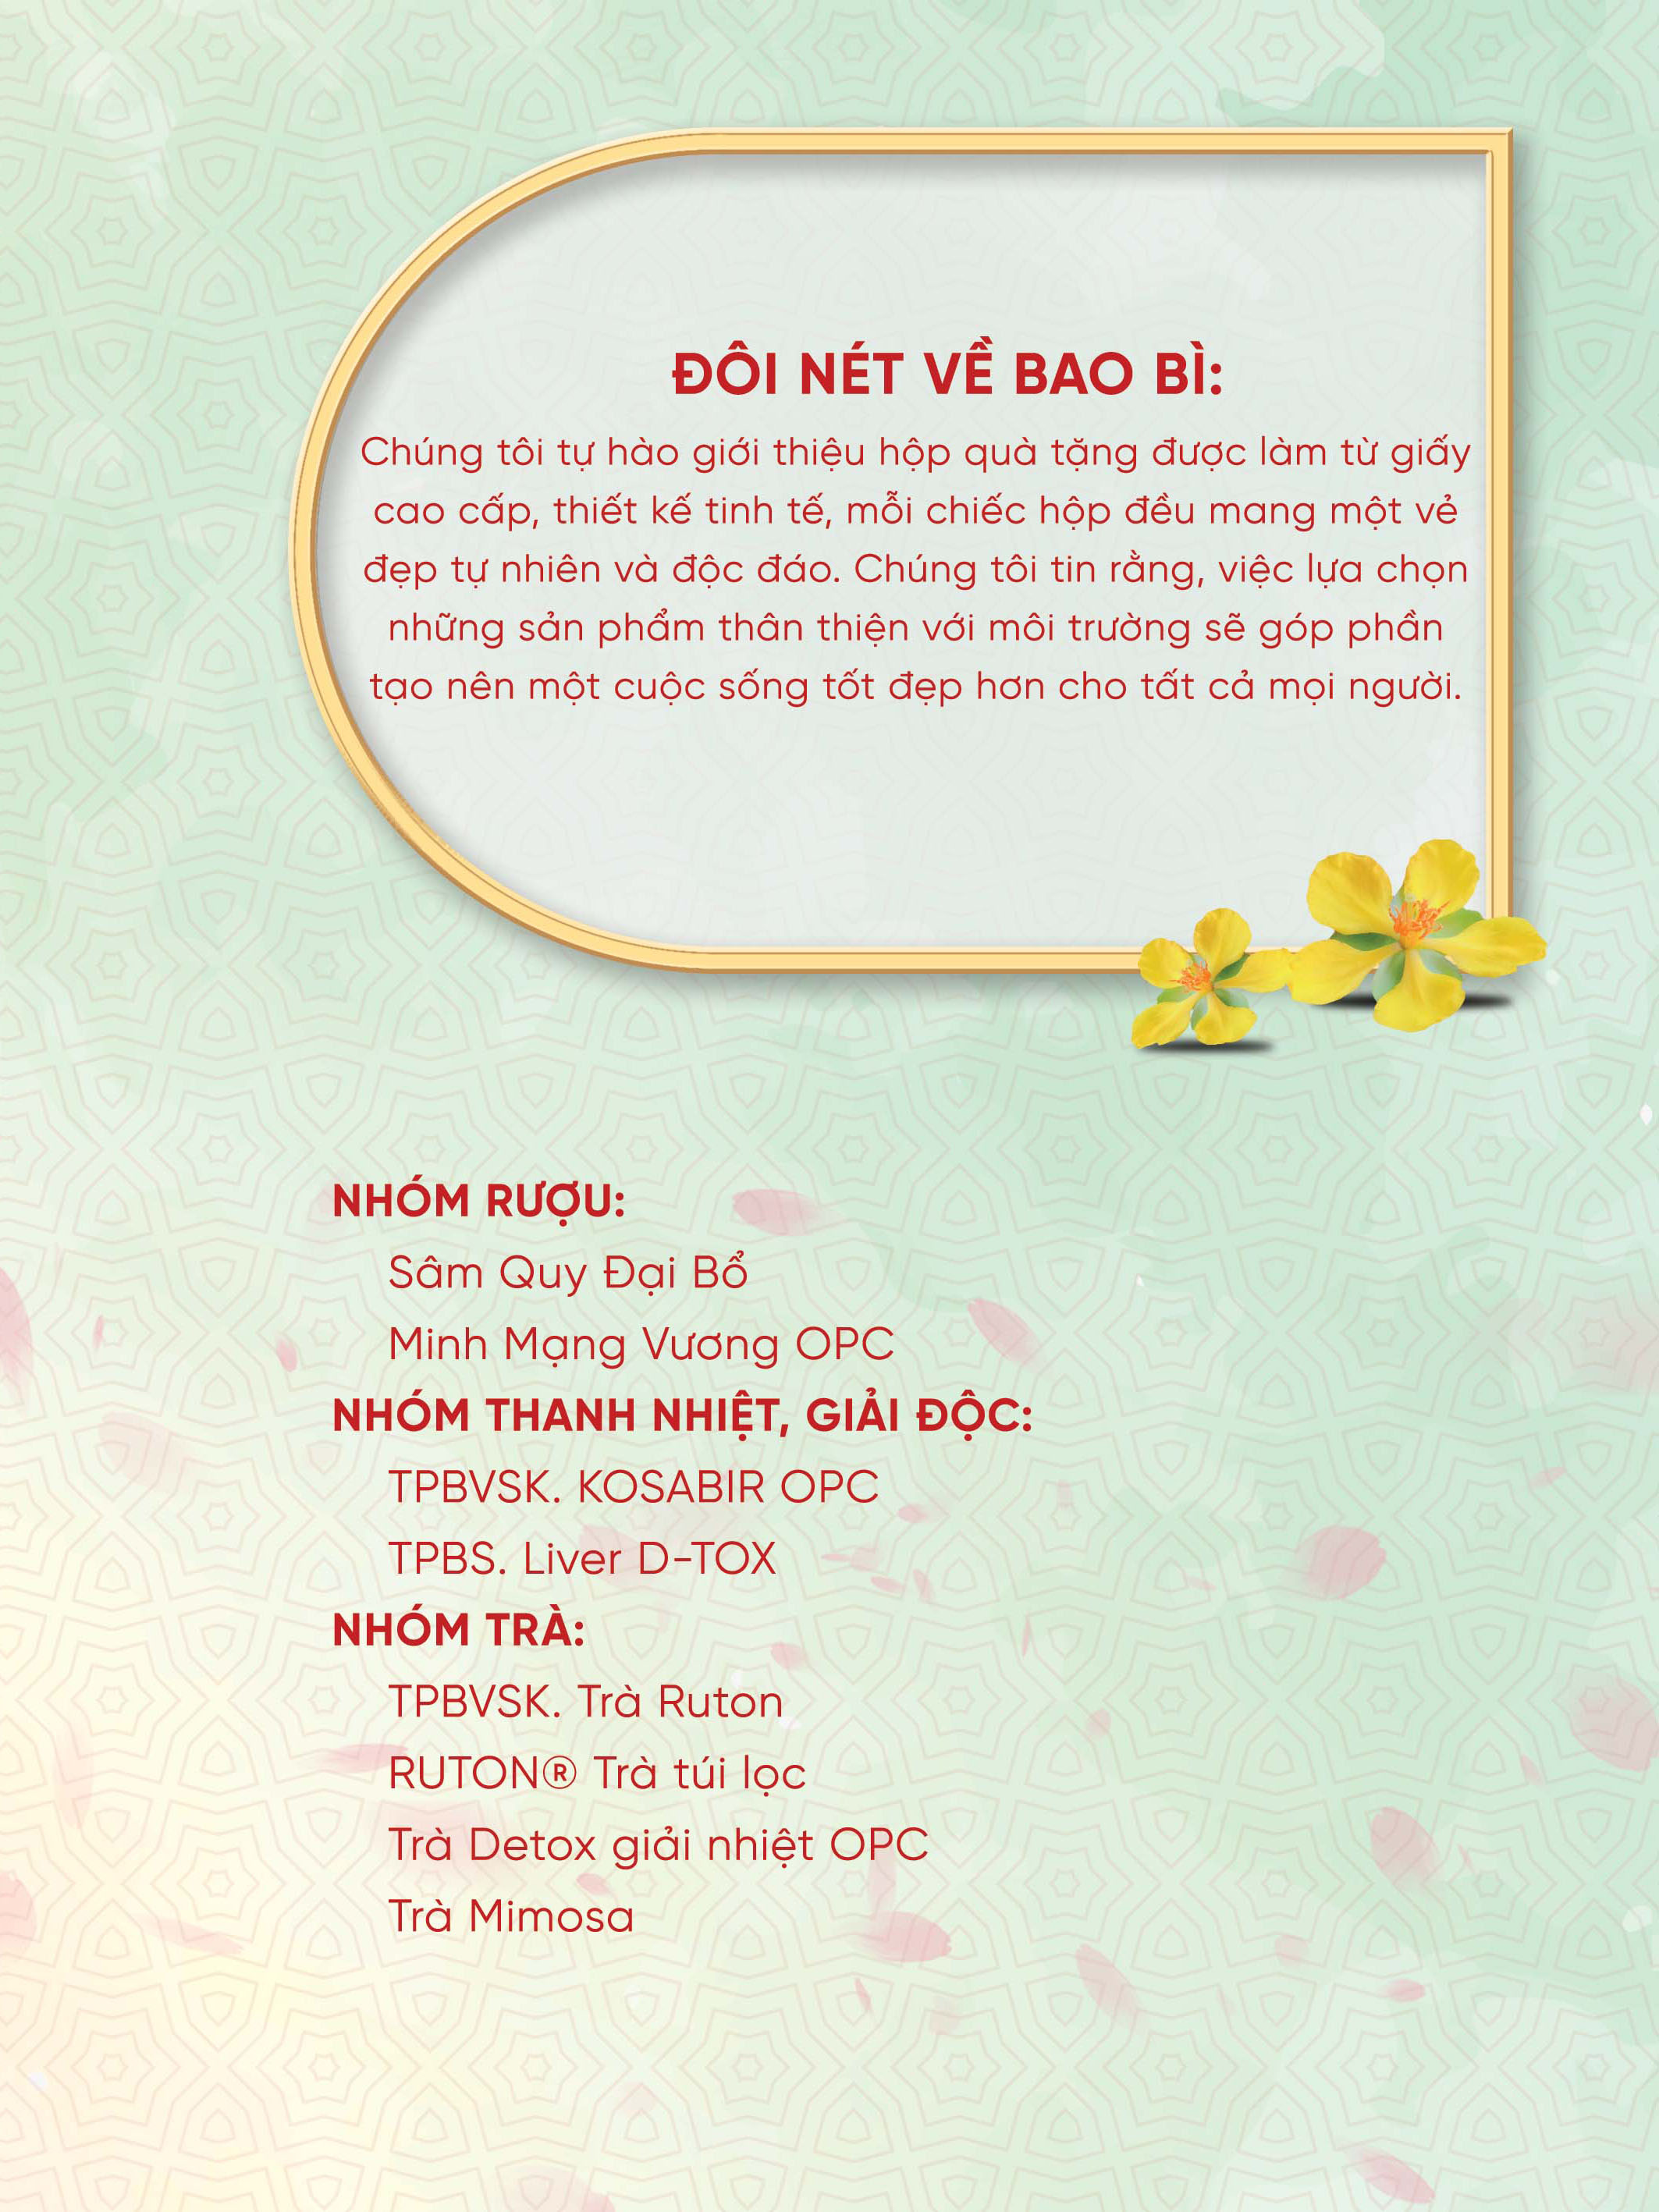 ĐÔI NÉT VỀ BAO BÌ:
Chúng tôi tự hào giới thiệu hộp quà tặng được làm từ giấy
cao cấp, thiết kế tinh tế, mỗi chiếc hộp đều mang một vẻ
đẹp tự nhiên và độc đáo. Chúng tôi tin rằng, việc lựa chọn
những sản phẩm thân thiện với môi trường sẽ góp phần
tạo nên một cuộc sống tốt đẹp hơn cho tất cả mọi người.
NHÓM RƯỢU:
Sâm Quy Đại Bổ
Minh Mạng Vương OPC
NHÓM THANH NHIỆT, GIẢI ĐỘC:
TPBVSK. KOSABIR OPC
TPBS. Liver D-TOX
NHÓM TRÀ:
TPBVSK. Trà Ruton
RUTON® Trà túi lọc
Trà Detox giải nhiệt OPC
Trà Mimosa